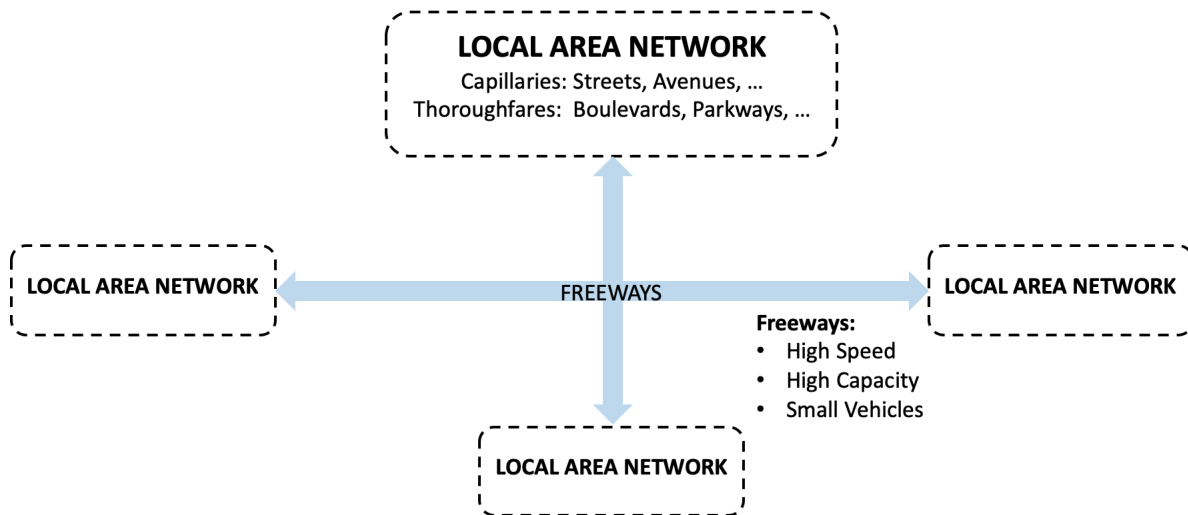 LOCAL AREA NETWORK
Capillaries: Streets, Avenues, …
Thoroughfares: Boulevards, Parkways, …
LOCAL AREA NETWORK
FREEWAYS
LOCAL AREA NETWORK
Freeways:
• High Speed
• High Capacity
• Small Vehicles
LOCAL AREA NETWORK